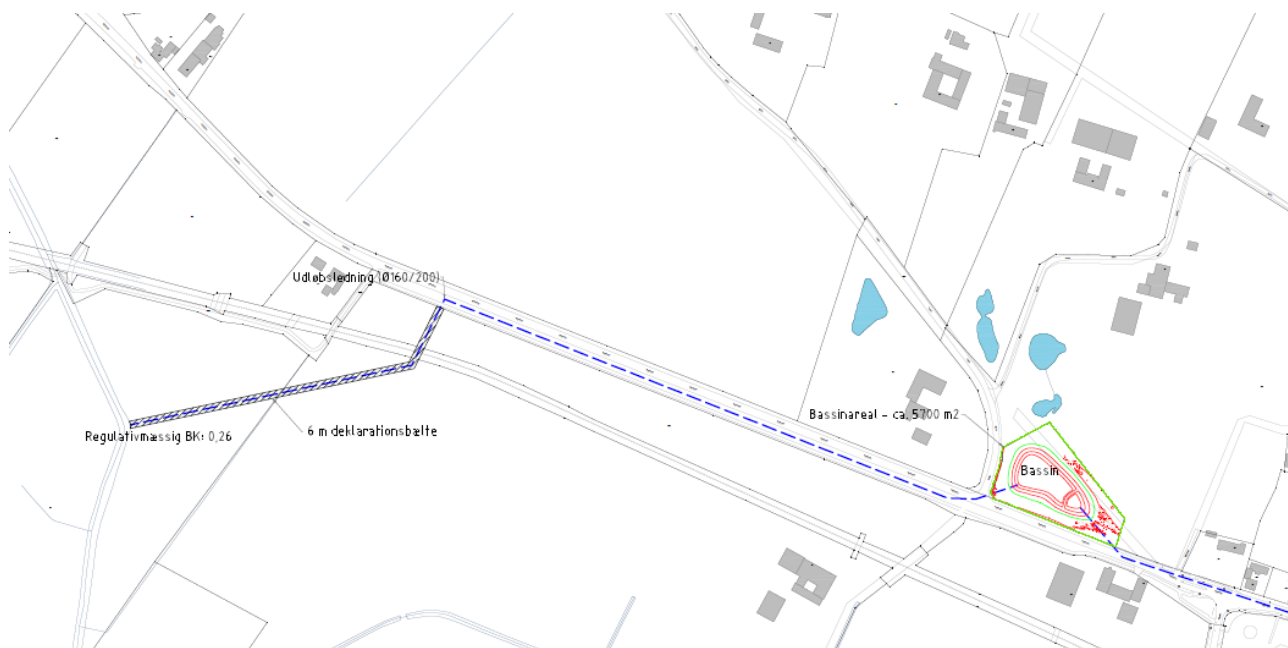 Udløbsledning (Ø160/200)
Bassinareal - ca. 5700 m2
Regulativmæssig BK: 0,26
6 m deklarationsbælte
Bassin